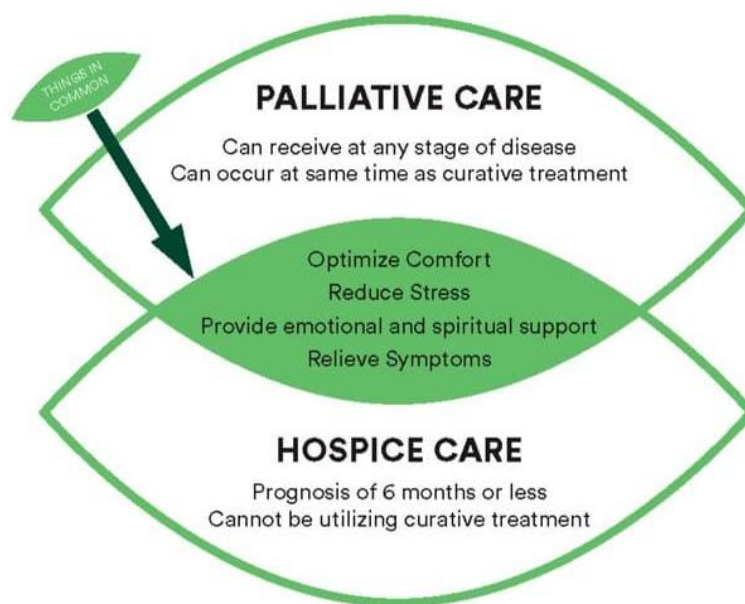 THINGS IN
COMMON
PALLIATIVE CARE
Can receive at any stage of disease
Can occur at same time as curative treatment
Optimize Comfort
Reduce Stress
Provide emotional and spiritual support
Relieve Symptoms
HOSPICE CARE
Prognosis of 6 months or less
Cannot be utilizing curative treatment